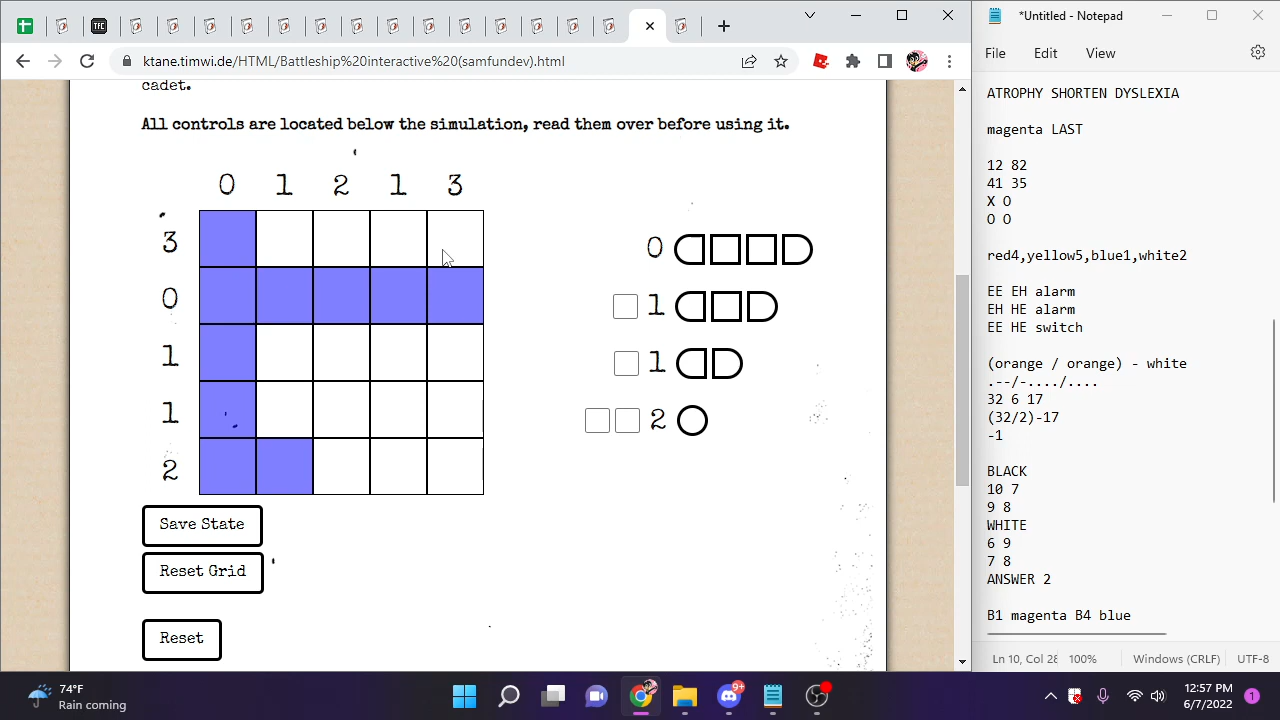 TFC
ktane.timwi.de/HTML/Battleship%20interactive%20(samfundev).html
cadet.
All controls are located below the simulation, read them over before using it.
0 1 2 1 3
3
0
1
1
2
0
1
1
2
Save State
Reset Grid
Reset
*Untitled - Notepad
File Edit View
ATROPHY SHORTEN DYSLEXIA
magenta LAST
12 82
41 35
X O
O O
red4,yellow5,blue1,white2
EE EH alarm
EH HE alarm
EE HE switch
(orange / orange) - white
.--/-..../....
32 6 17
(32/2)-17
-1
BLACK
10 7
9 8
WHITE
6 9
7 8
ANSWER 2
B1 magenta B4 blue
Ln 10, Col 28 100% Windows (CRLF) UTF-8
74°F
Rain coming
9+
12:57 PM
6/7/2022
1